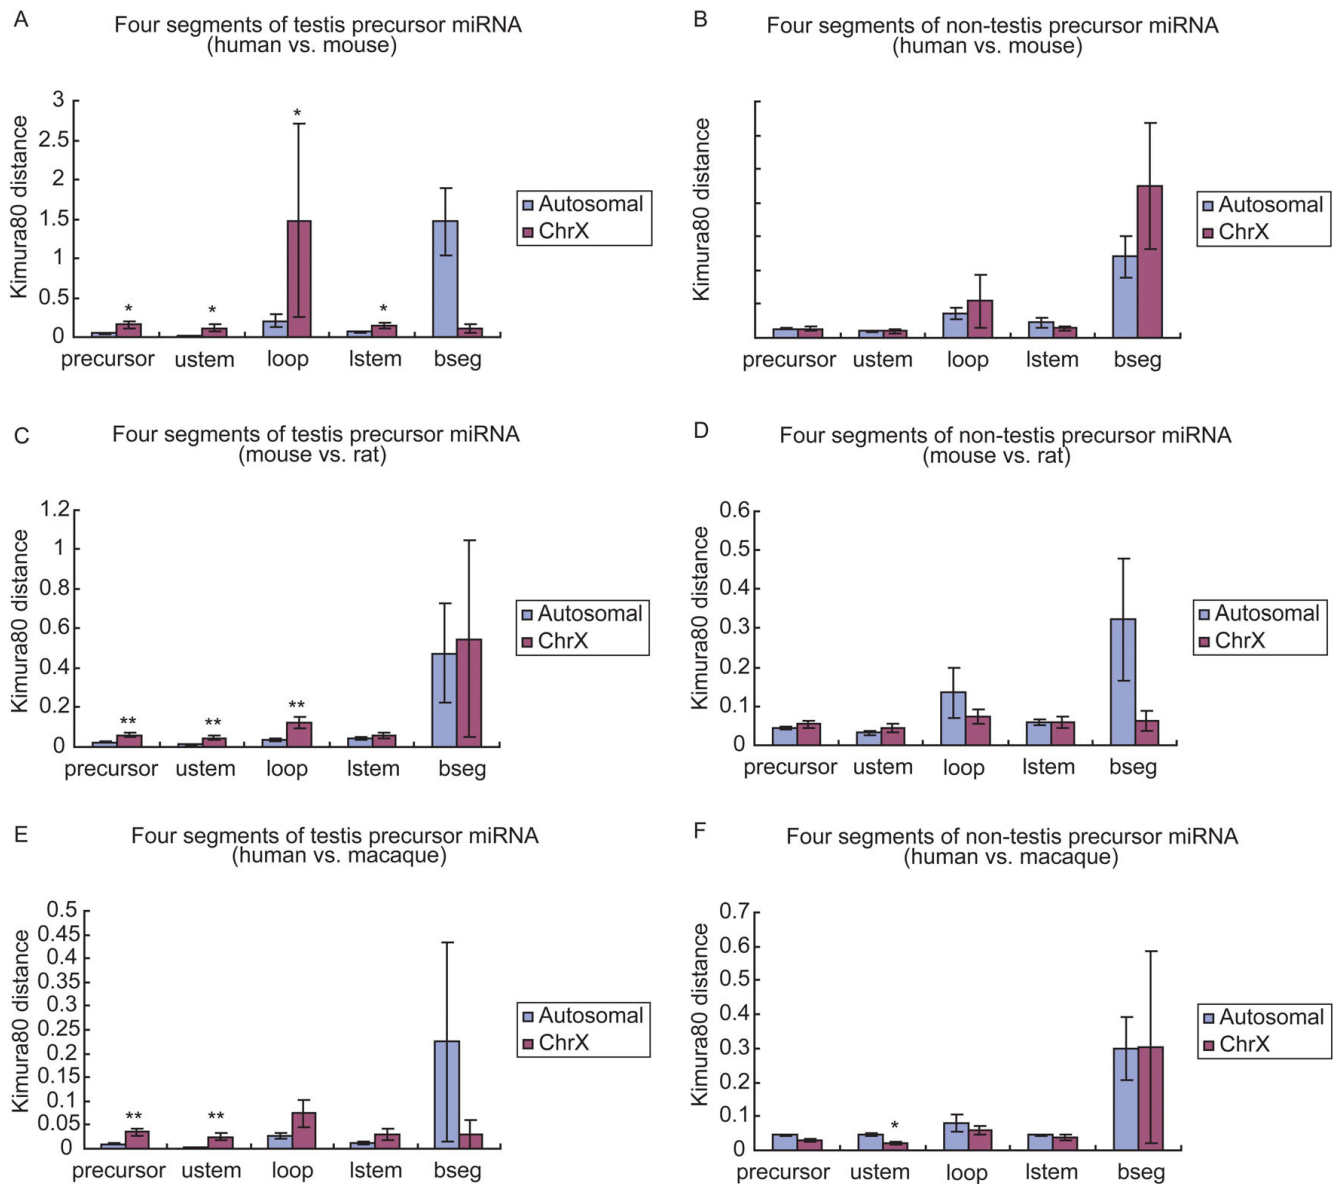 A
Four segments of testis precursor miRNA
(human vs. mouse)
Kimura80 distance
3
2.5
2
1.5
1
0.5
0
*
*
*
*
precursor ustem loop lstem bseg
Autosomal
ChrX
B
Four segments of non-testis precursor miRNA
(human vs. mouse)
Kimura80 distance
precursor ustem loop lstem bseg
Autosomal
ChrX
C
Four segments of testis precursor miRNA
(mouse vs. rat)
Kimura80 distance
1.2
1
0.8
0.6
0.4
0.2
0
**
**
**
precursor ustem loop lstem bseg
Autosomal
ChrX
D
Four segments of non-testis precursor miRNA
(mouse vs. rat)
Kimura80 distance
0.6
0.5
0.4
0.3
0.2
0.1
0
precursor ustem loop lstem bseg
Autosomal
ChrX
E
Four segments of testis precursor miRNA
(human vs. macaque)
Kimura80 distance
0.5
0.45
0.4
0.35
0.3
0.25
0.2
0.15
0.1
0.05
0
**
**
precursor ustem loop lstem bseg
Autosomal
ChrX
F
Four segments of non-testis precursor miRNA
(human vs. macaque)
Kimura80 distance
0.7
0.6
0.5
0.4
0.3
0.2
0.1
0
*
precursor ustem loop lstem bseg
Autosomal
ChrX